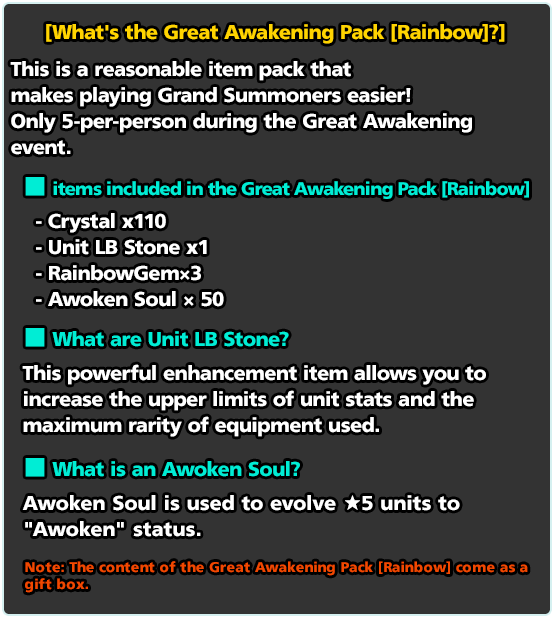 [What's the Great Awakening Pack [Rainbow]?]
This is a reasonable item pack that
makes playing Grand Summoners easier!
Only 5-per-person during the Great Awakening
event.
■ items included in the Great Awakening Pack [Rainbow]
- Crystal x110
- Unit LB Stone x1
- RainbowGem×3
- Awoken Soul × 50
■ What are Unit LB Stone?
This powerful enhancement item allows you to
increase the upper limits of unit stats and the
maximum rarity of equipment used.
■ What is an Awoken Soul?
Awoken Soul is used to evolve ★5 units to
"Awoken" status.
Note: The content of the Great Awakening Pack [Rainbow] come as a
gift box.